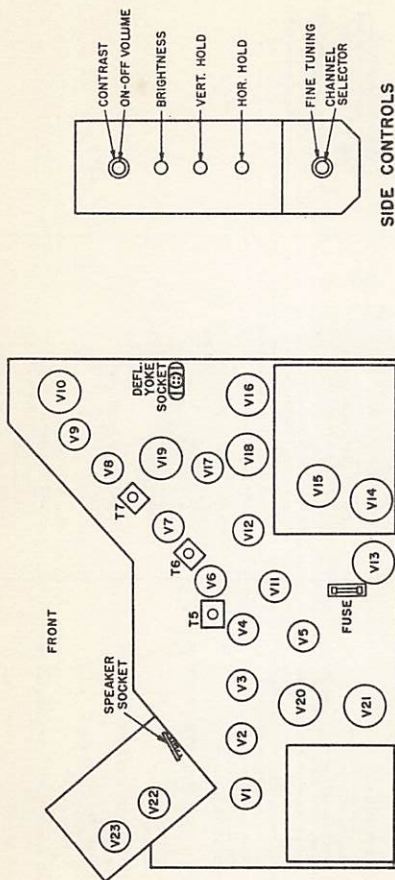 CONTRAST
ON-OFF VOLUME
BRIGHTNESS
VERT. HOLD
HOR. HOLD
FINE TUNING
CHANNEL
SELECTOR
SIDE CONTROLS
FRONT
SPEAKER
SOCKET
DEFL.
YOKE
SOCKET
V10
V9
V8
T7
V19
V7
V17
T6
V6
T5
V16
V18
V12
V4
V3
V2
V1
V11
V5
V15
V14
V13
FUSE
V20
V21
V22
V23